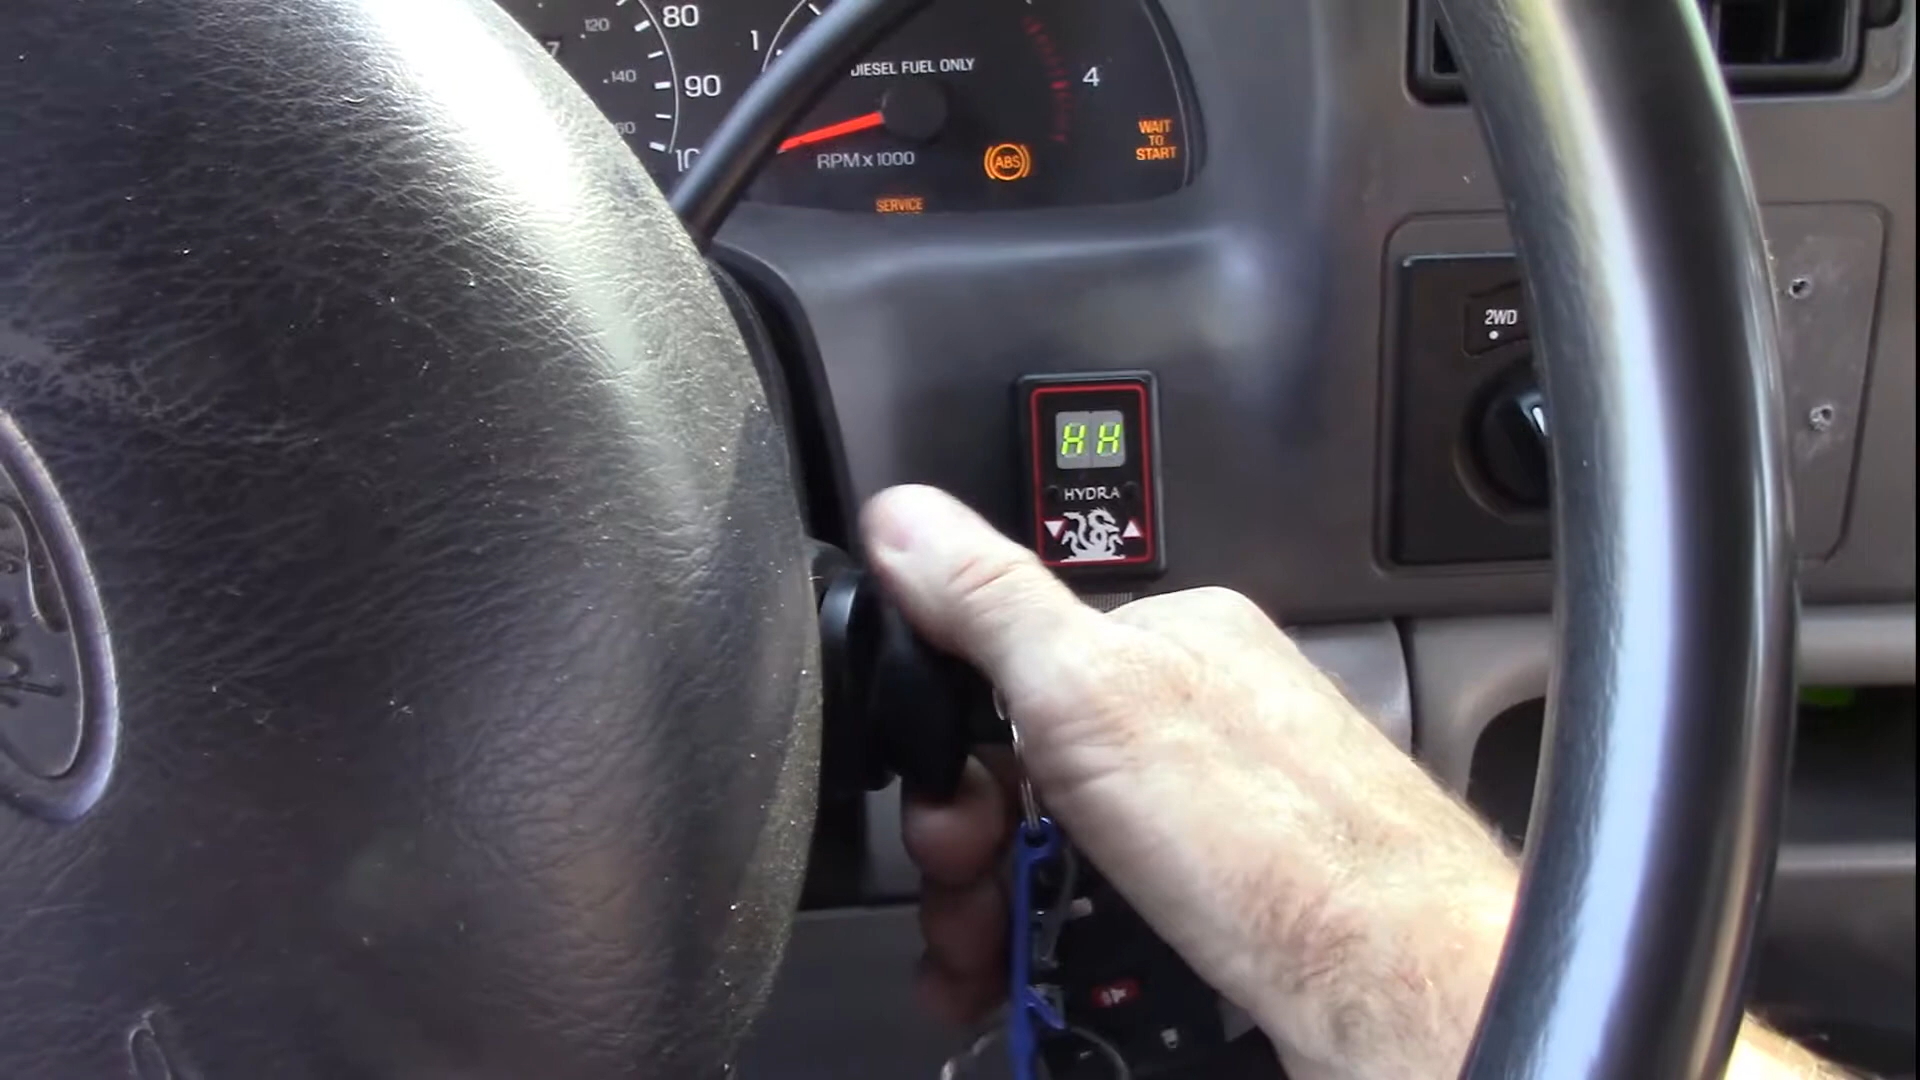 120
80
140
90
60
10
1
DIESEL FUEL ONLY
4
RPM x 1000
ABS
WAIT
TO
START
SERVICE
2WD
HH
HYDRA